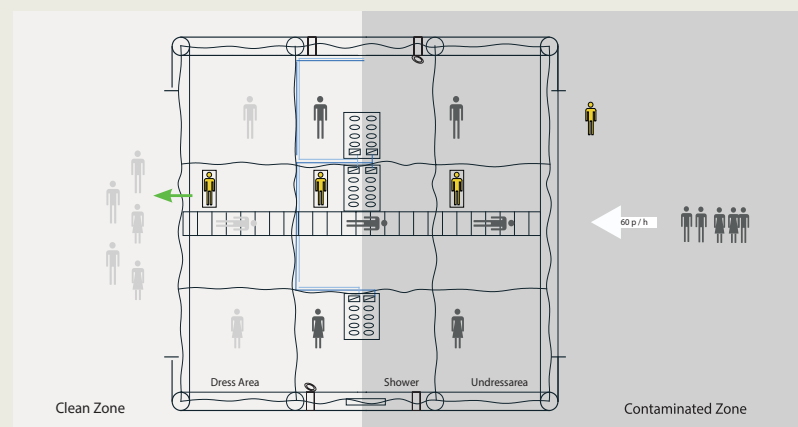 60 p / h
Dress Area
Shower
Undressarea
Clean Zone
Contaminated Zone